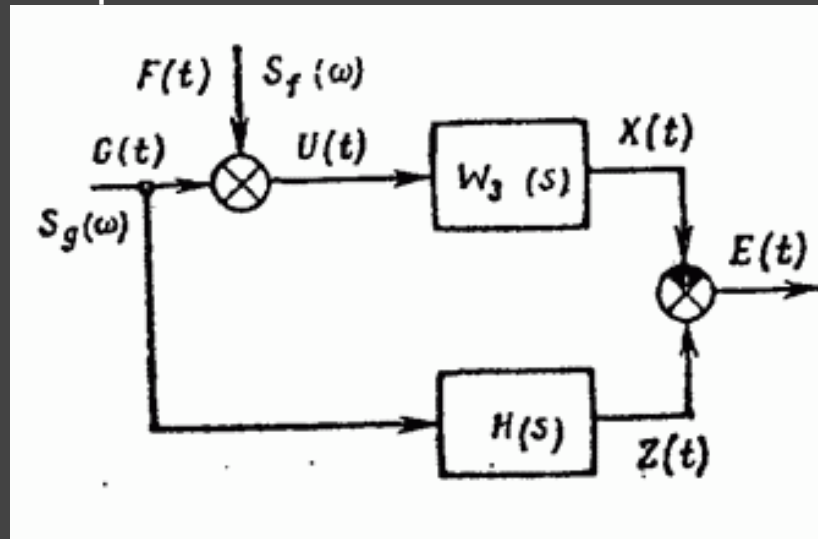 F(t) S_f (ω)
G(t) U(t) X(t)
W_3 (s)
S_g(ω)
E(t)
H(s)
Z(t)